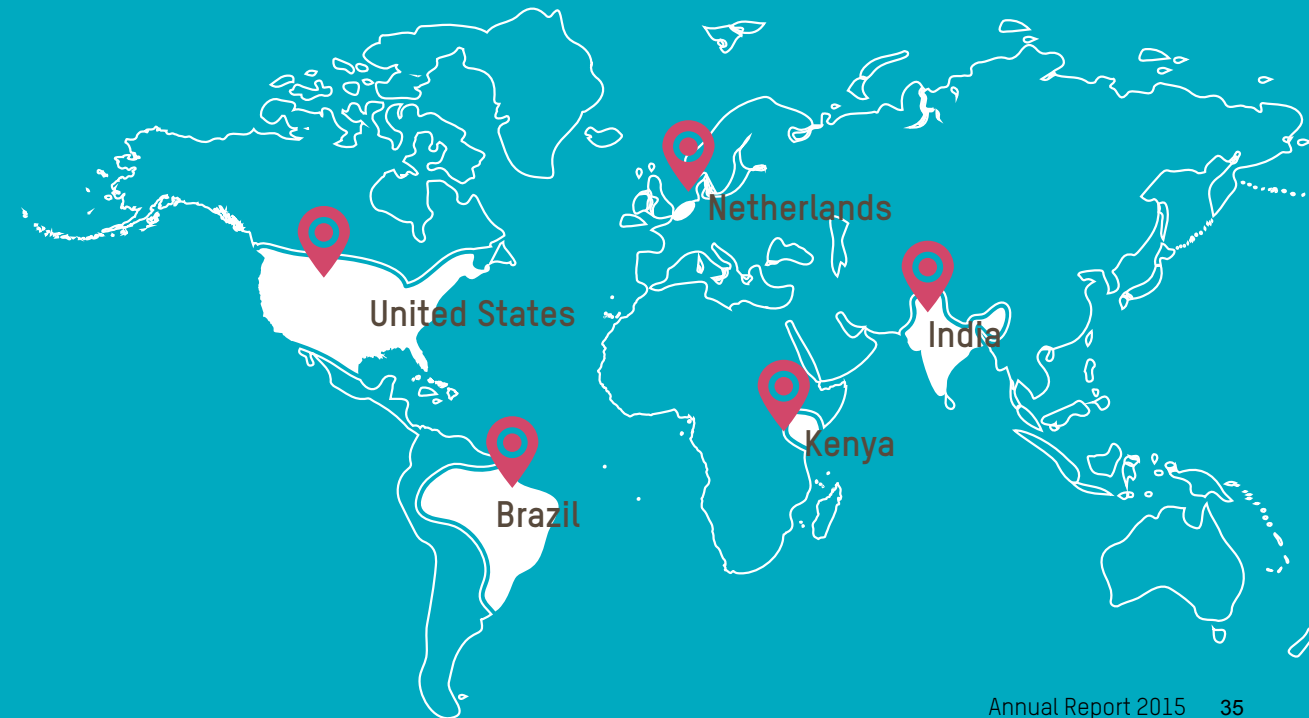 Netherlands
United States
India
Kenya
Brazil
Annual Report 2015 35